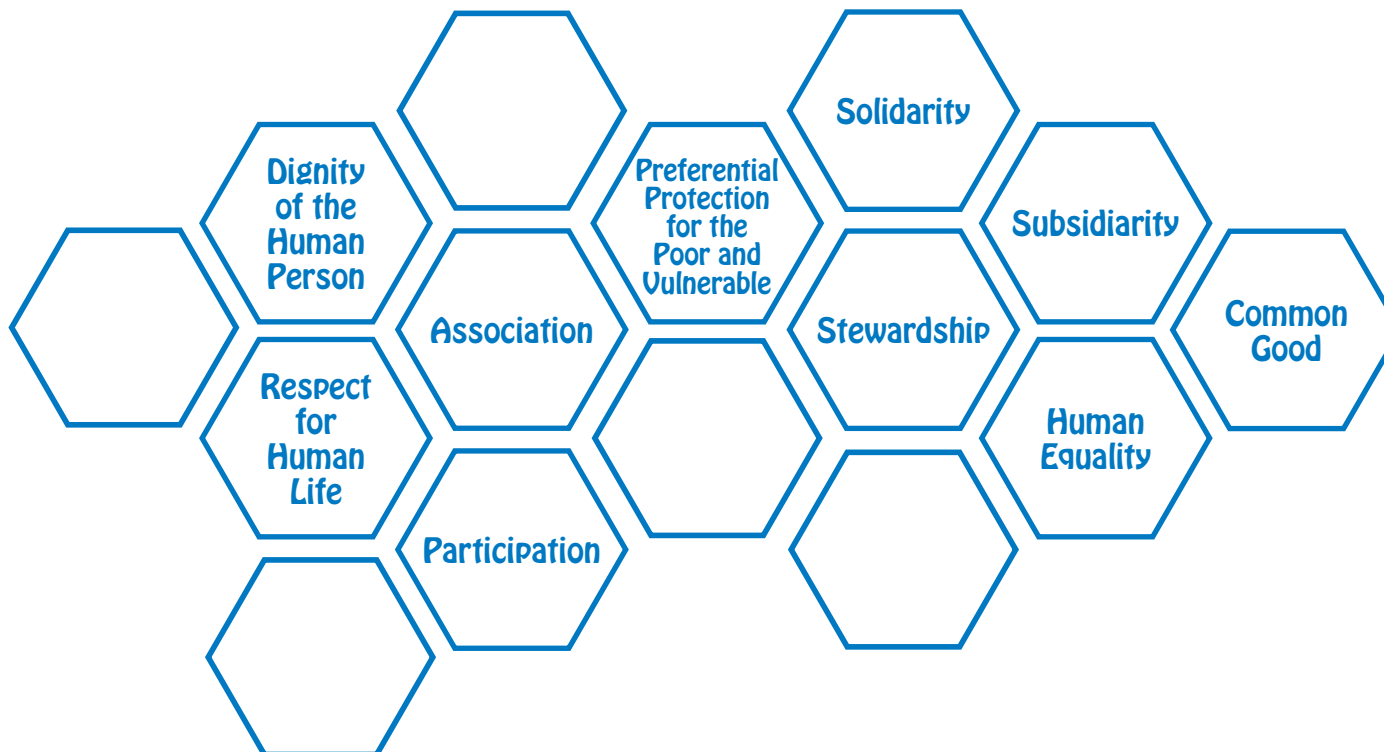 Solidarity
Dignity
of the
Human
Person
Preferential
Protection
for the
Poor and
Vulnerable
Subsidiarity
Association
Stewardship
Common
Good
Respect
for
Human
Life
Human
Equality
Participation